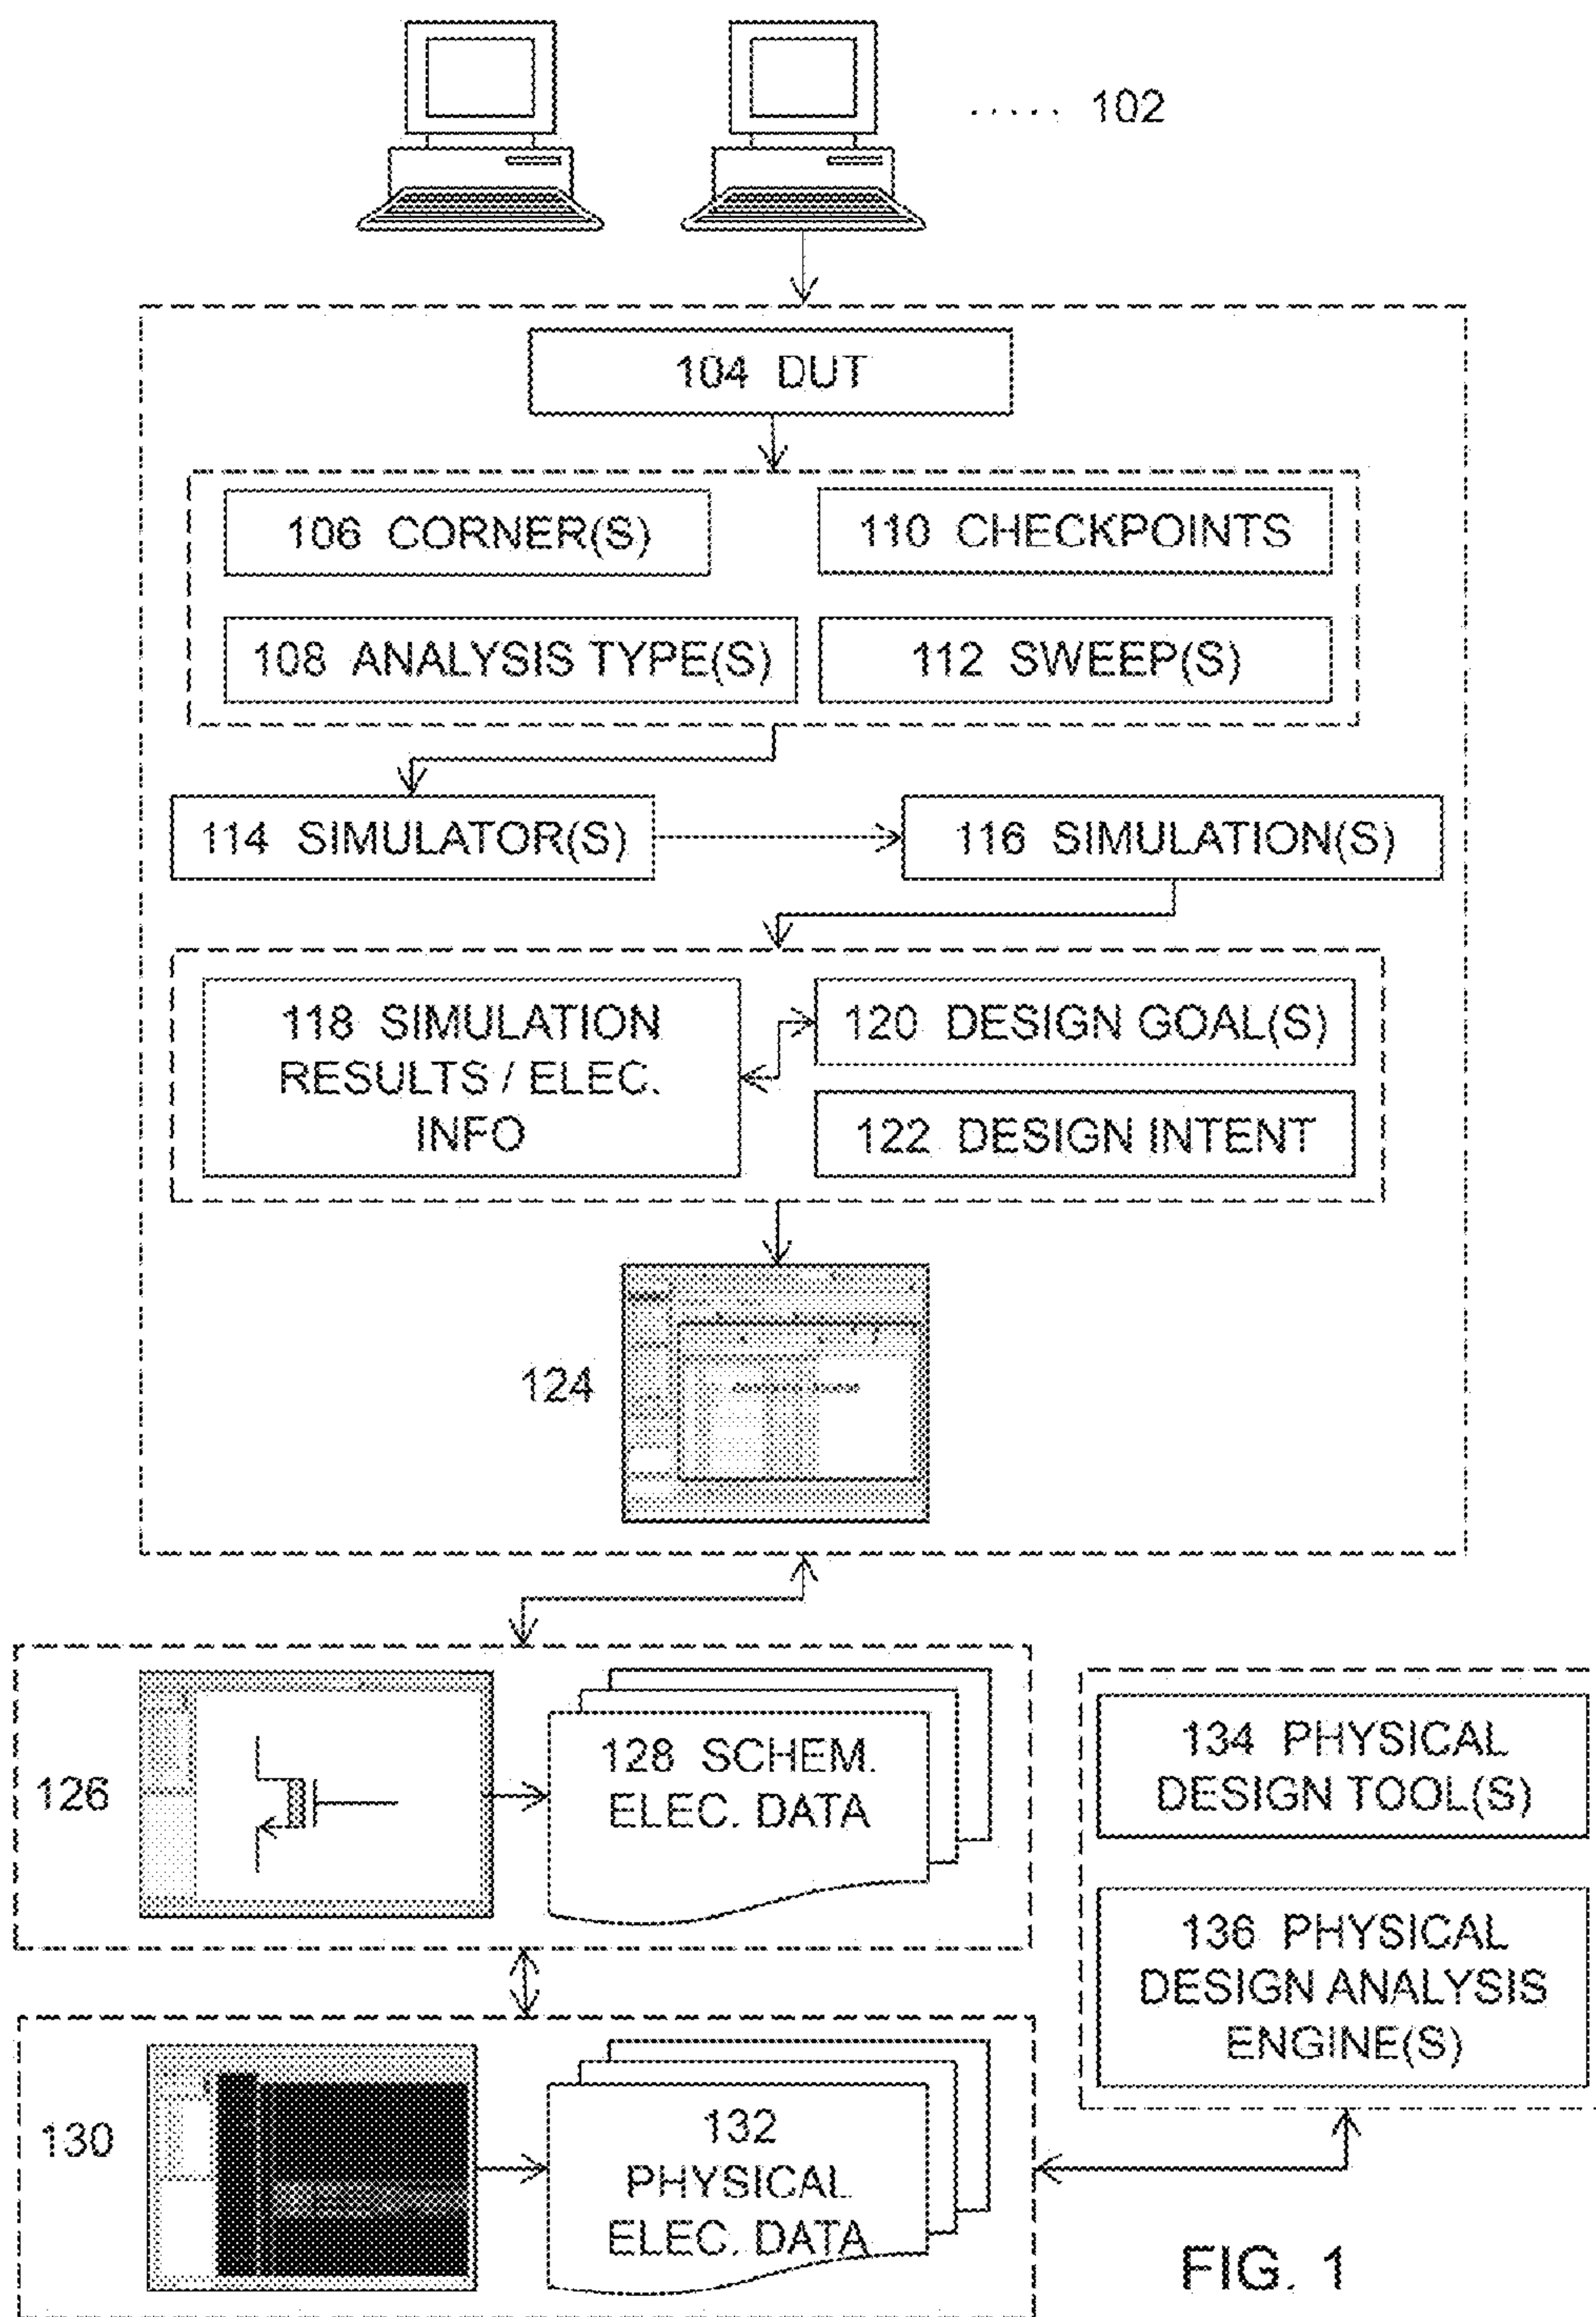 ..... 102
104 DUT
106 CORNER(S)
110 CHECKPOINTS
108 ANALYSIS TYPE(S)
112 SWEEP(S)
114 SIMULATOR(S)
116 SIMULATION(S)
118 SIMULATION
RESULTS / ELEC.
INFO
120 DESIGN GOAL(S)
122 DESIGN INTENT
124
126
128 SCHEM.
ELEC. DATA
134 PHYSICAL
DESIGN TOOL(S)
136 PHYSICAL
DESIGN ANALYSIS
ENGINE(S)
130
132
PHYSICAL
ELEC. DATA
FIG. 1